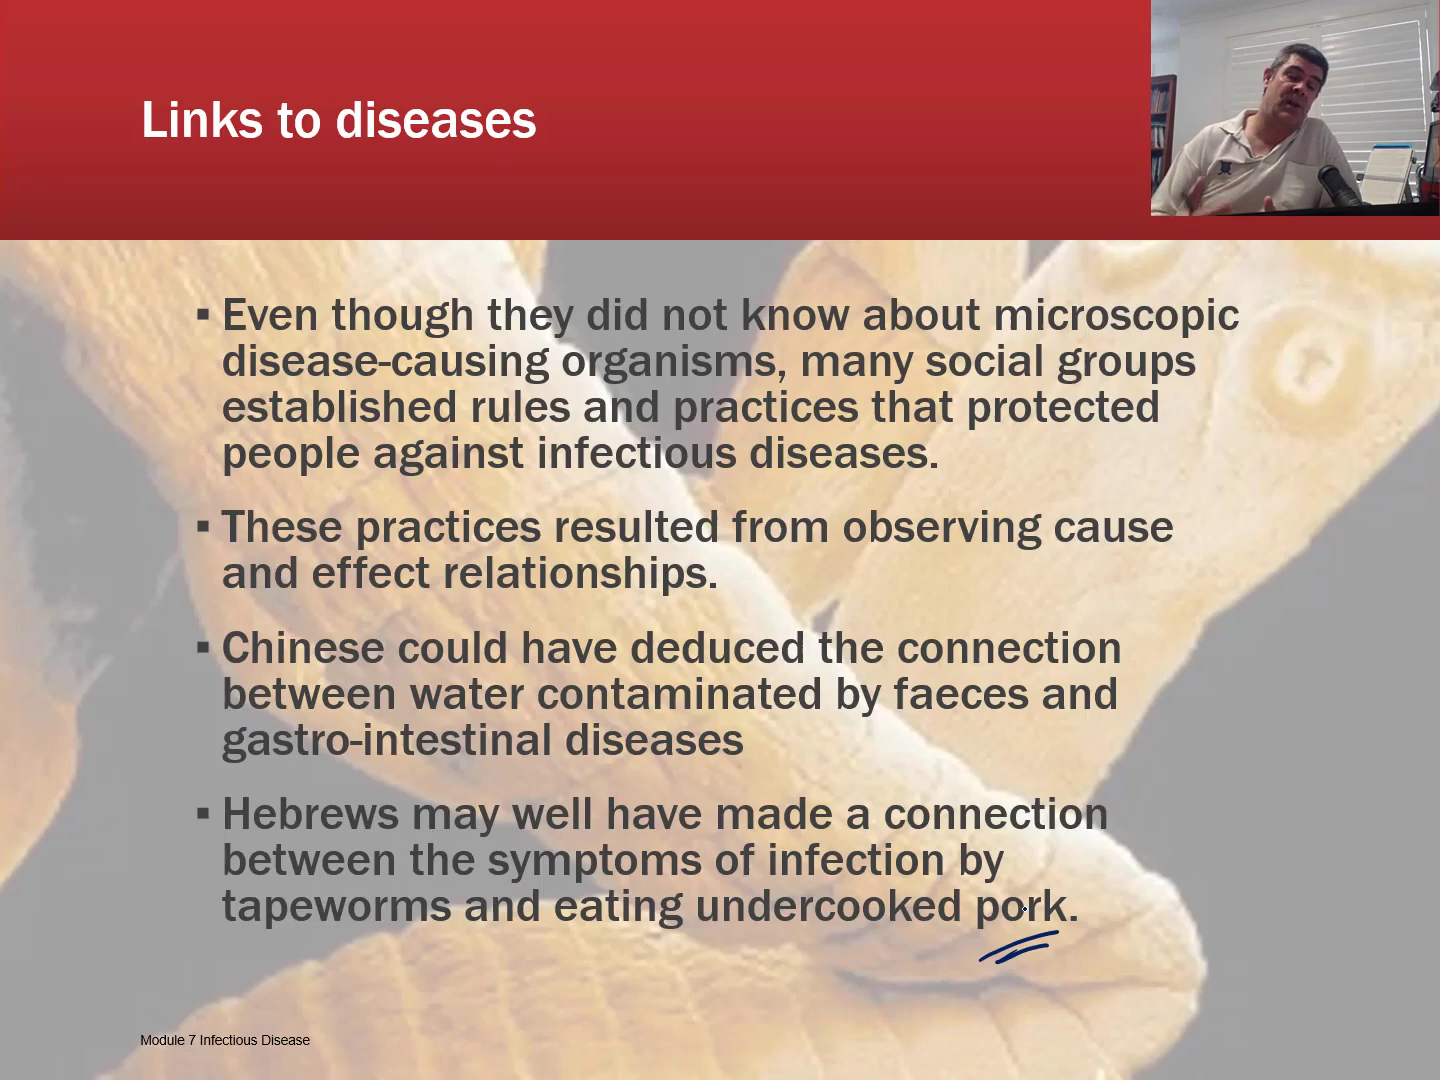 Links to diseases
▪ Even though they did not know about microscopic
disease-causing organisms, many social groups
established rules and practices that protected
people against infectious diseases.
▪ These practices resulted from observing cause
and effect relationships.
▪ Chinese could have deduced the connection
between water contaminated by faeces and
gastro-intestinal diseases
▪ Hebrews may well have made a connection
between the symptoms of infection by
tapeworms and eating undercooked pork.
Module 7 Infectious Disease